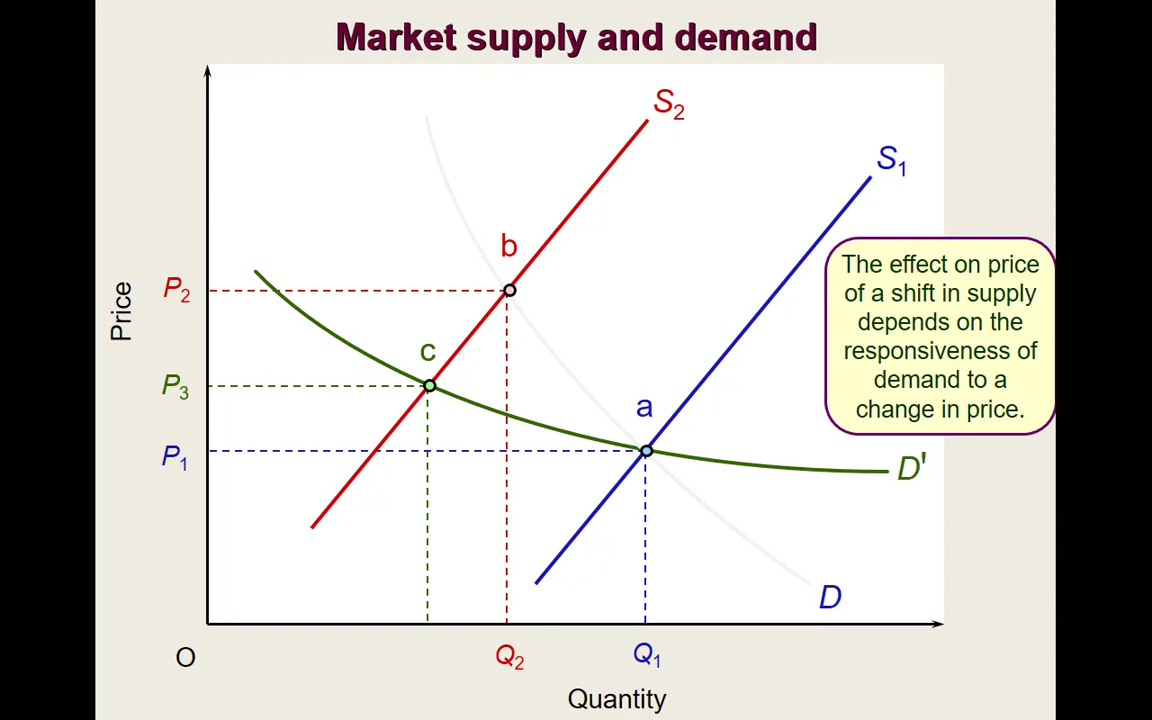 Market supply and demand
S2
S1
b
The effect on price
of a shift in supply
depends on the
responsiveness of
demand to a
change in price.
P2
Price
c
P3
a
P1
D'
D
O
Q2
Q1
Quantity